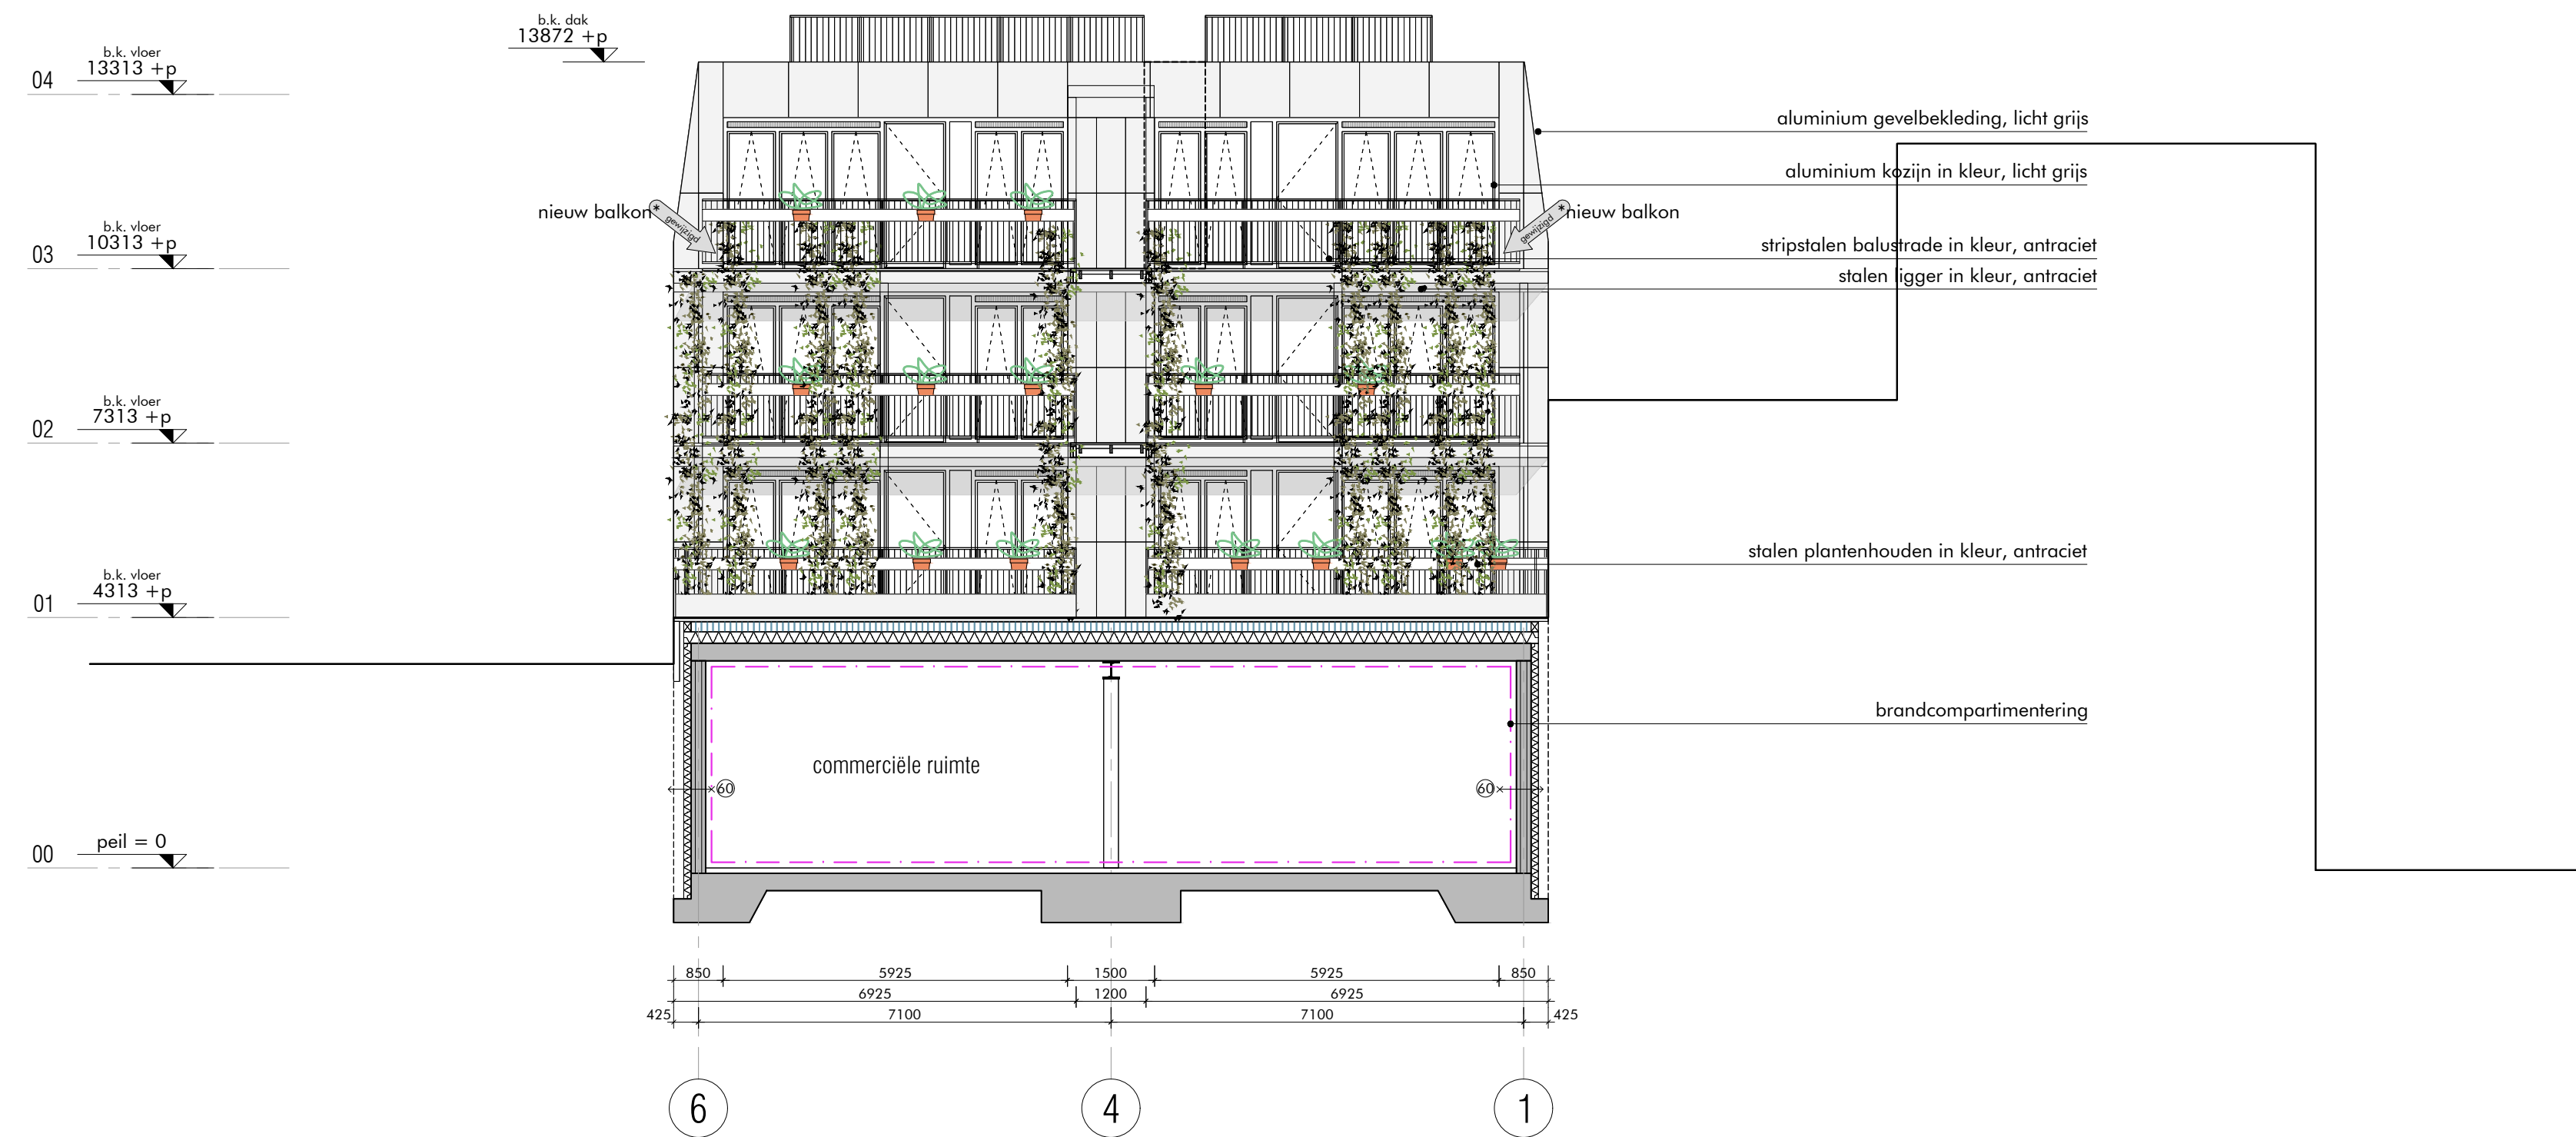 b.k. dak
13872 +p
b.k. vloer
04 13313 +p
aluminium gevelbekleding, licht grijs
aluminium kozijn in kleur, licht grijs
nieuw balkon
* gewijzigd
* gewijzigd
nieuw balkon
b.k. vloer
03 10313 +p
stripstalen balustrade in kleur, antraciet
stalen ligger in kleur, antraciet
b.k. vloer
02 7313 +p
stalen plantenhouden in kleur, antraciet
b.k. vloer
01 4313 +p
brandcompartimentering
commerciële ruimte
60 60
00 peil = 0
850 5925 1500 5925 850
6925 1200 6925
425 7100 7100 425
6 4 1